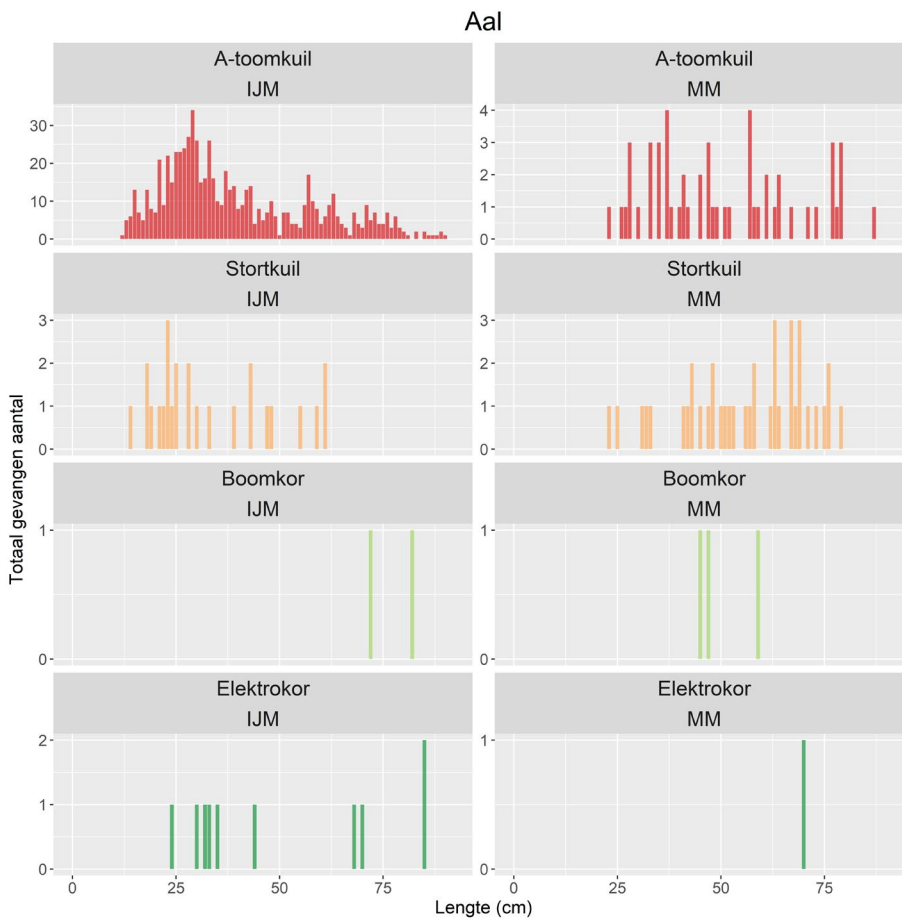 Aal
A-toomkuil
IJM
A-toomkuil
MM
30
20
10
0
4
3
2
1
0
Stortkuil
IJM
Stortkuil
MM
3
2
1
0
3
2
1
0
Totaal gevangen aantal
Boomkor
IJM
Boomkor
MM
1
0
1
0
Elektrokor
IJM
Elektrokor
MM
2
1
0
1
0
0 25 50 75
0 25 50 75
Lengte (cm)